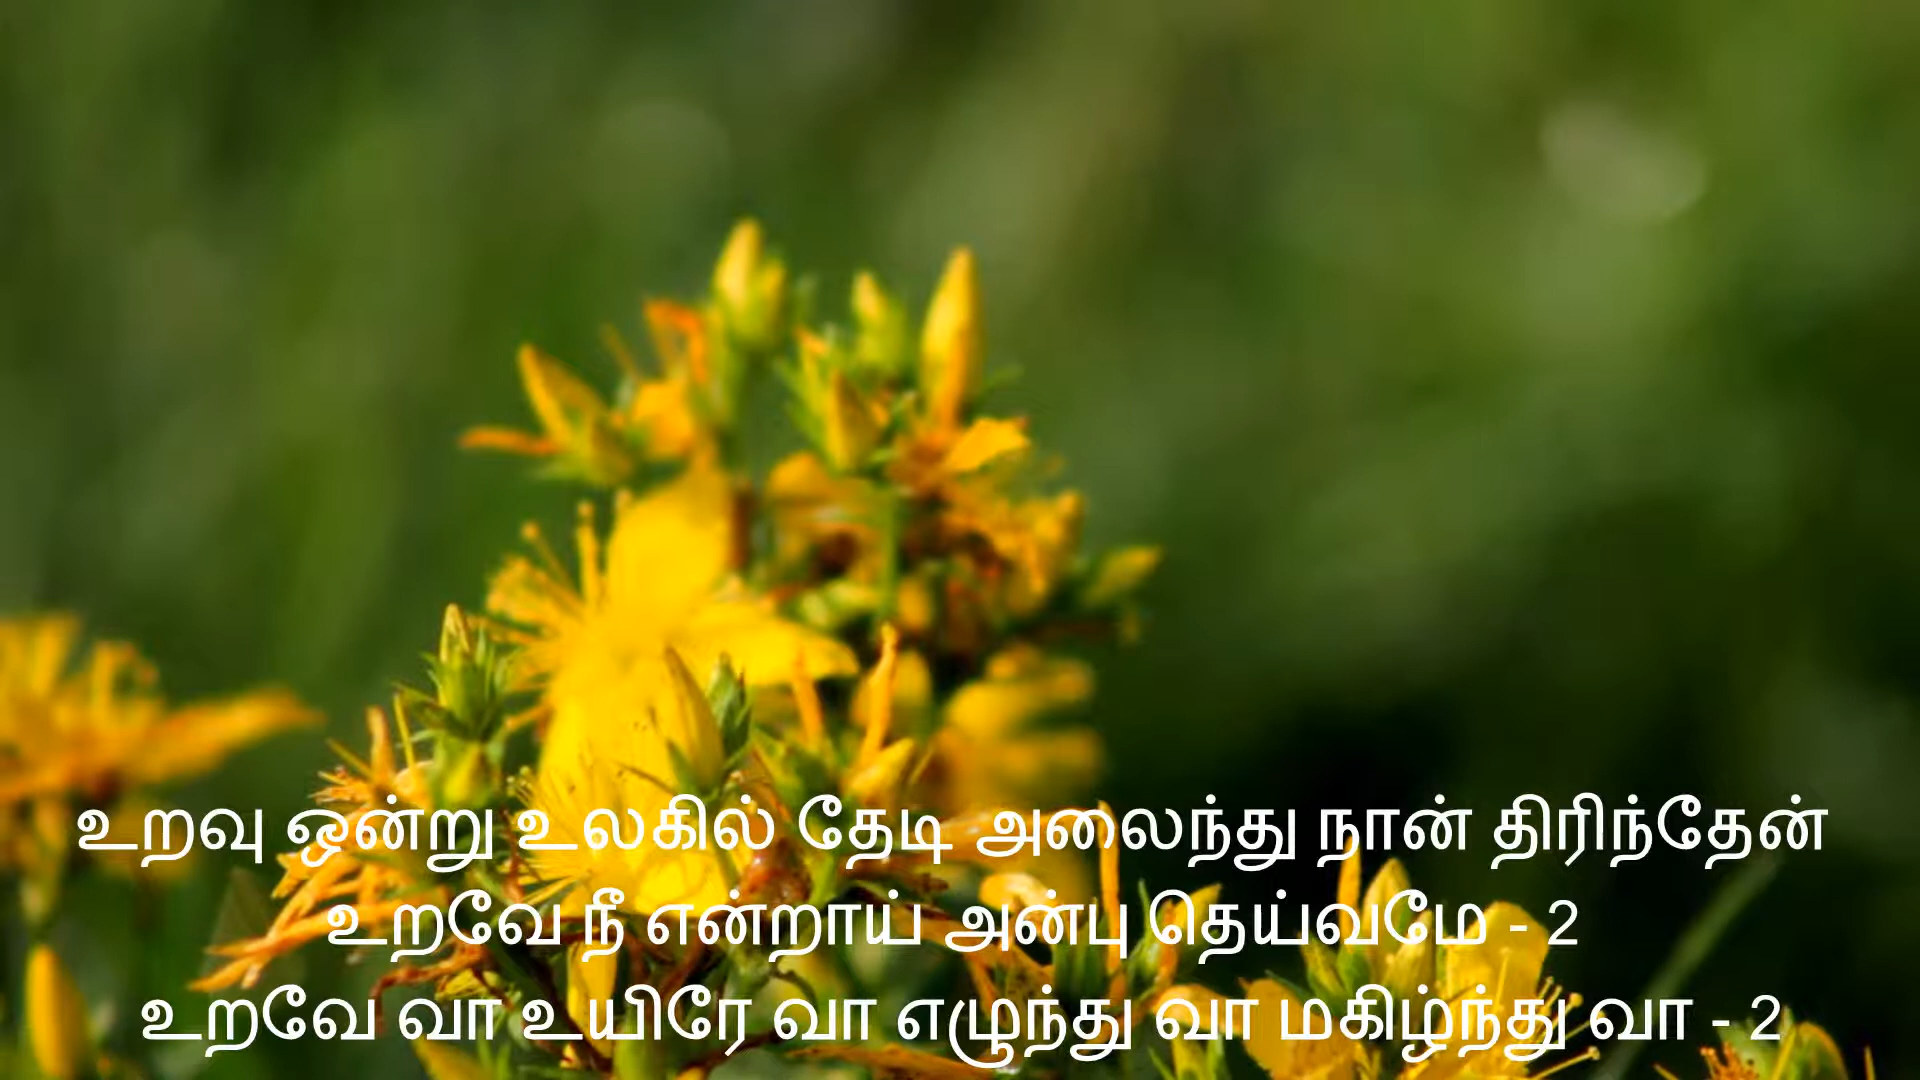 உறவு ஒன்று உலகில் தேடி அலைந்து நான் திரிந்தேன்
உறவே நீ என்றாய் அன்பு தெய்வமே - 2
உறவே வா உயிரே வா எழுந்து வா மகிழ்ந்து வா - 2